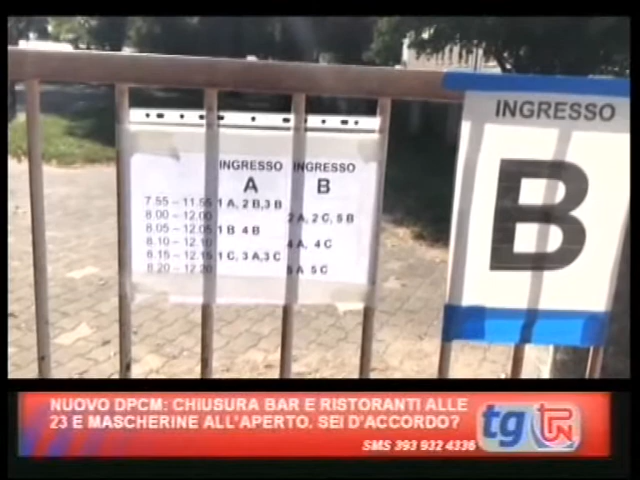 INGRESSO INGRESSO
A B
7.55 – 11.55 1 A, 2 B,3 B
8.00 – 12.00 2 A, 2 C, 5 B
8.05 – 12.05 1 B 4 B
8.10 – 12.10 4 A, 4 C
8.15 – 12.15 1 C, 3 A,3 C
8.20 – 12.20 5 A 5 C
INGRESSO
B
NUOVO DPCM: CHIUSURA BAR E RISTORANTI ALLE
23 E MASCHERINE ALL'APERTO. SEI D'ACCORDO?
SMS 393 932 4336
tg TPN